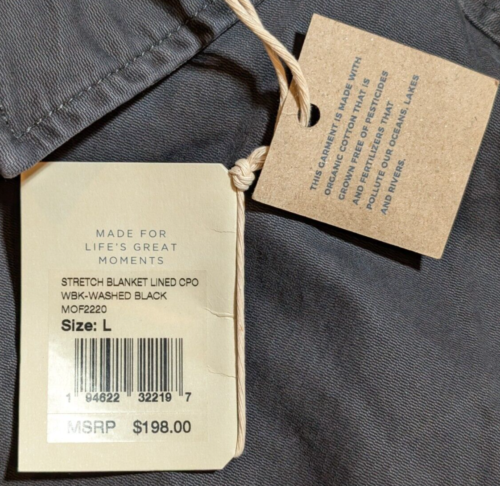 MADE FOR
LIFE'S GREAT
MOMENTS
STRETCH BLANKET LINED CPO
WBK-WASHED BLACK
MOF2220
Size: L
1 94622 32219 7
MSRP $198.00
THIS GARMENT IS MADE WITH
ORGANIC COTTON THAT IS
GROWN FREE OF PESTICIDES
AND FERTILIZERS THAT
POLLUTE OUR OCEANS, LAKES
AND RIVERS.